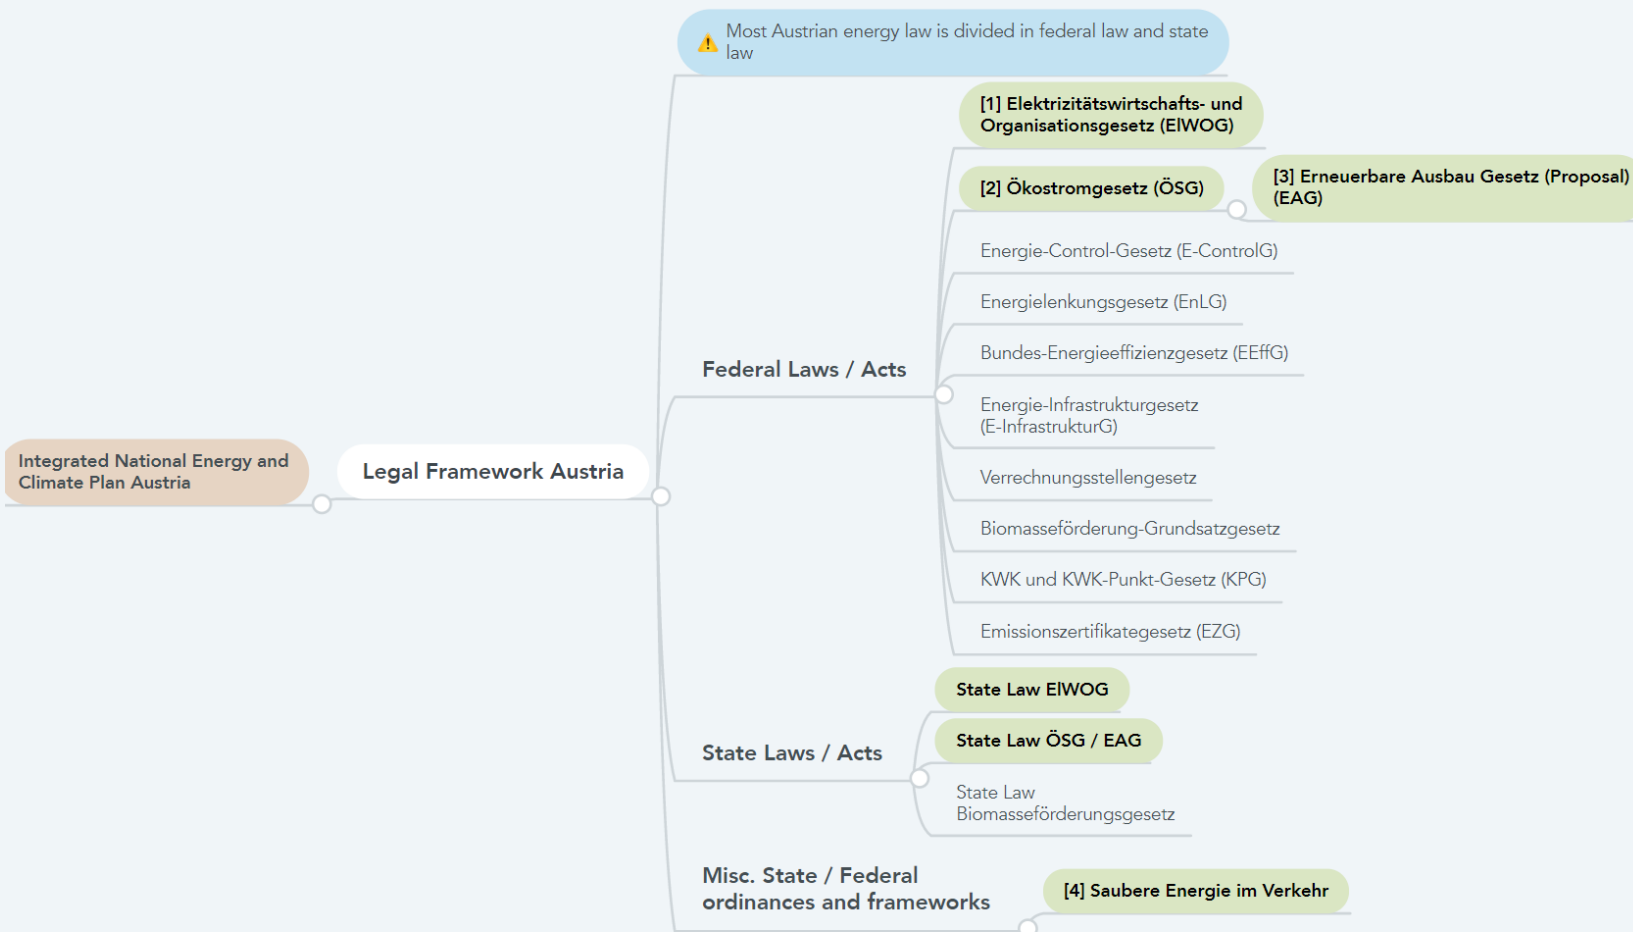 Most Austrian energy law is divided in federal law and state
law
[1] Elektrizitätswirtschafts- und
Organisationsgesetz (ElWOG)
[2] Ökostromgesetz (ÖSG)
[3] Erneuerbare Ausbau Gesetz (Proposal)
(EAG)
Energie-Control-Gesetz (E-ControlG)
Energielenkungsgesetz (EnLG)
Bundes-Energieeffizienzgesetz (EEffG)
Federal Laws / Acts
Energie-Infrastrukturgesetz
(E-InfrastrukturG)
Integrated National Energy and
Climate Plan Austria
Legal Framework Austria
Verrechnungsstellengesetz
Biomasseförderung-Grundsatzgesetz
KWK und KWK-Punkt-Gesetz (KPG)
Emissionszertifikategesetz (EZG)
State Law ElWOG
State Law ÖSG / EAG
State Laws / Acts
State Law
Biomasseförderungsgesetz
Misc. State / Federal
ordinances and frameworks
[4] Saubere Energie im Verkehr